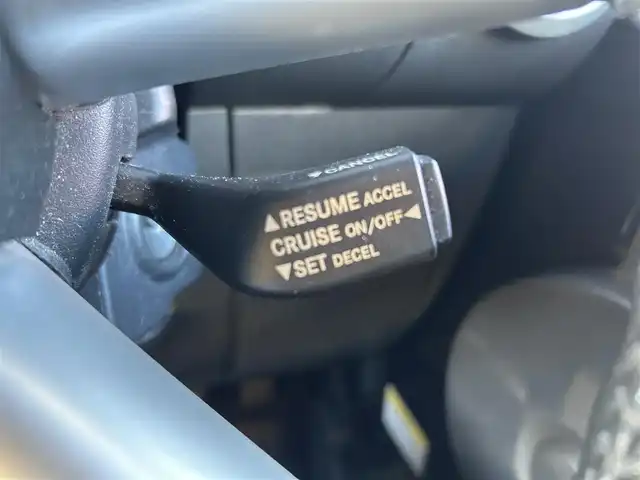 ▼CANCEL
▲RESUME ACCEL
CRUISE ON/OFF◀
▼SET DECEL